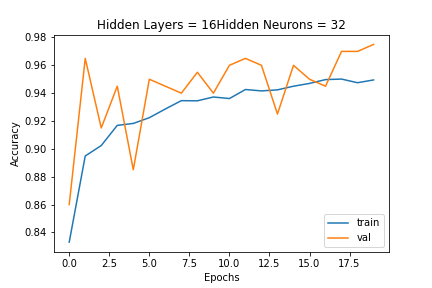 Hidden Layers = 16Hidden Neurons = 32
0.98
0.96
0.94
0.92
0.90
0.88
0.86
0.84
Accuracy
train
val
0.0 2.5 5.0 7.5 10.0 12.5 15.0 17.5
Epochs